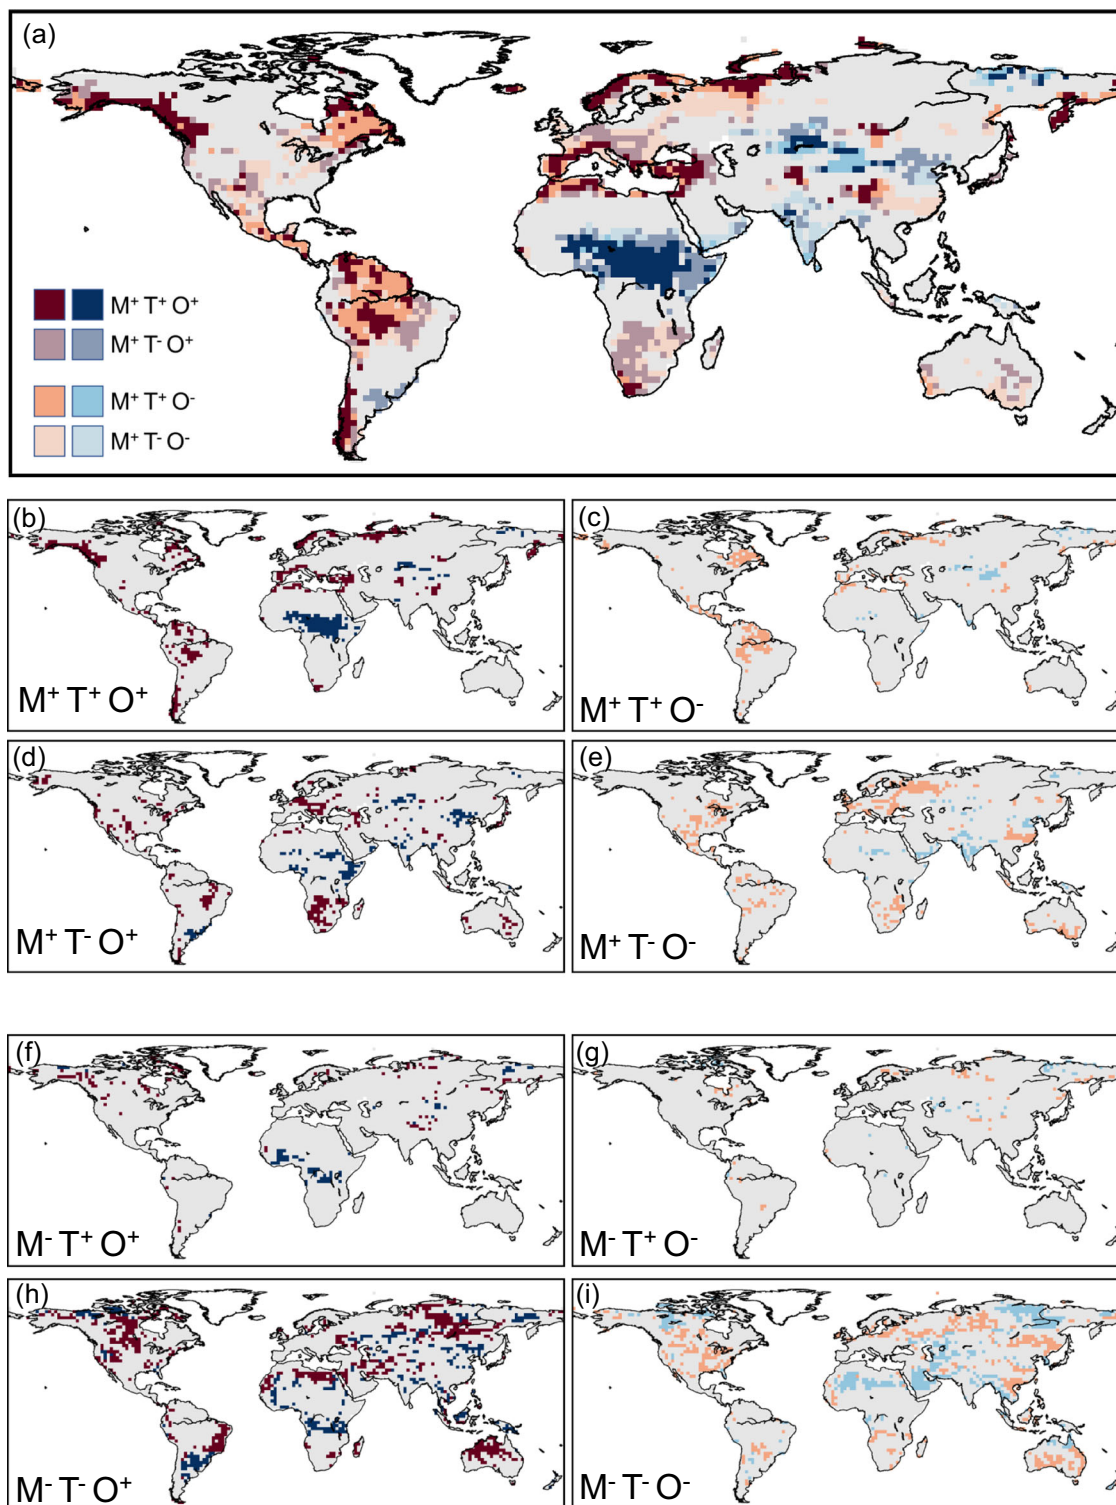 (a)
M⁺ T⁺ O⁺
M⁺ T⁻ O⁺
M⁺ T⁺ O⁻
M⁺ T⁻ O⁻
(b)
M⁺ T⁺ O⁺
(c)
M⁺ T⁺ O⁻
(d)
M⁺ T⁻ O⁺
(e)
M⁺ T⁻ O⁻
(f)
M⁻ T⁺ O⁺
(g)
M⁻ T⁺ O⁻
(h)
M⁻ T⁻ O⁺
(i)
M⁻ T⁻ O⁻